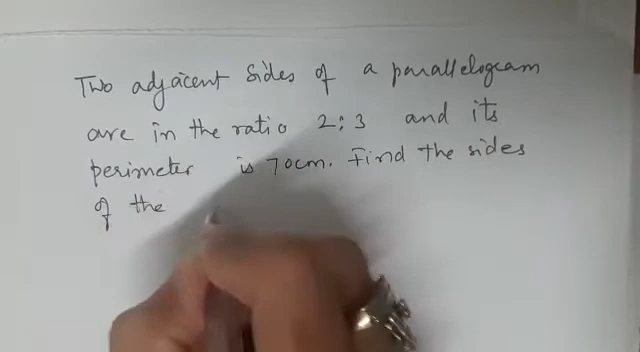 Two adjacent sides of a parallelogram
are in the ratio 2:3 and its
perimeter is 70cm. Find the sides
of the